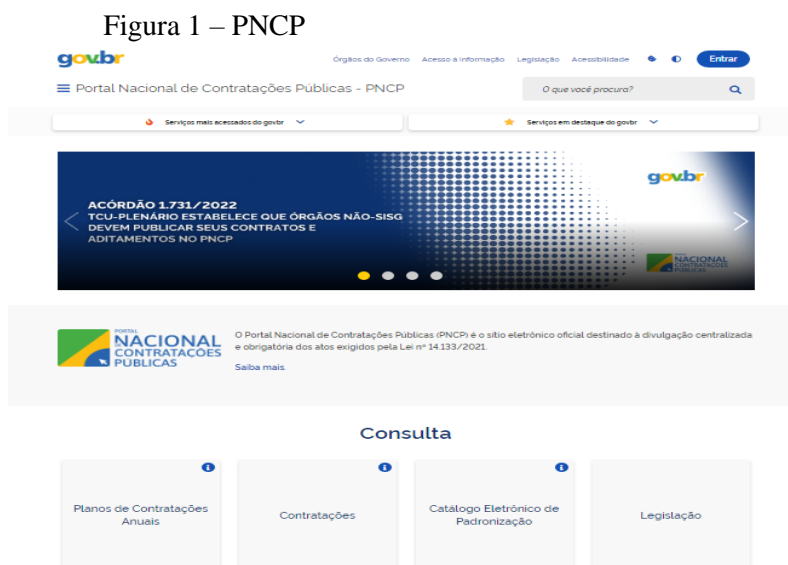 Figura 1 – PNCP
gov.br
Órgãos do Governo Acesso à Informação Legislação Acessibilidade
Entrar
Portal Nacional de Contratações Públicas - PNCP
O que você procura?
Serviços mais acessados do govbr
Serviços em destaque do govbr
gov.br
ACÓRDÃO 1.731/2022
TCU-PLENÁRIO ESTABELECE QUE ÓRGÃOS NÃO-SISG
DEVEM PUBLICAR SEUS CONTRATOS E
ADITAMENTOS NO PNCP
PORTAL
NACIONAL
DE CONTRATAÇÕES
PÚBLICAS
PORTAL
NACIONAL
DE CONTRATAÇÕES
PÚBLICAS
O Portal Nacional de Contratações Públicas (PNCP) é o sítio eletrônico oficial destinado à divulgação centralizada
e obrigatória dos atos exigidos pela Lei nº 14.133/2021.
Saiba mais
Consulta
Planos de Contratações
Anuais
Contratações
Catálogo Eletrônico de
Padronização
Legislação